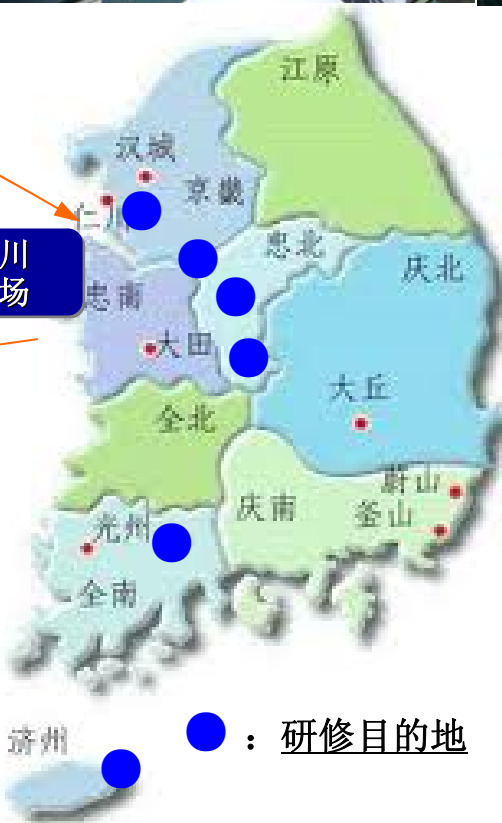 江原
汉城
京畿
仁川
川
场
忠北
忠南
庆北
大田
大丘
全北
蔚山
庆南
釜山
光州
全南
济州
：研修目的地